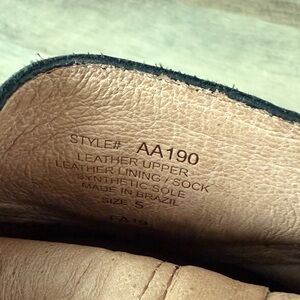 STYLE# AA190
LEATHER UPPER
LEATHER LINING / SOCK
SYNTHETIC SOLE
MADE IN BRAZIL
SIZE 5